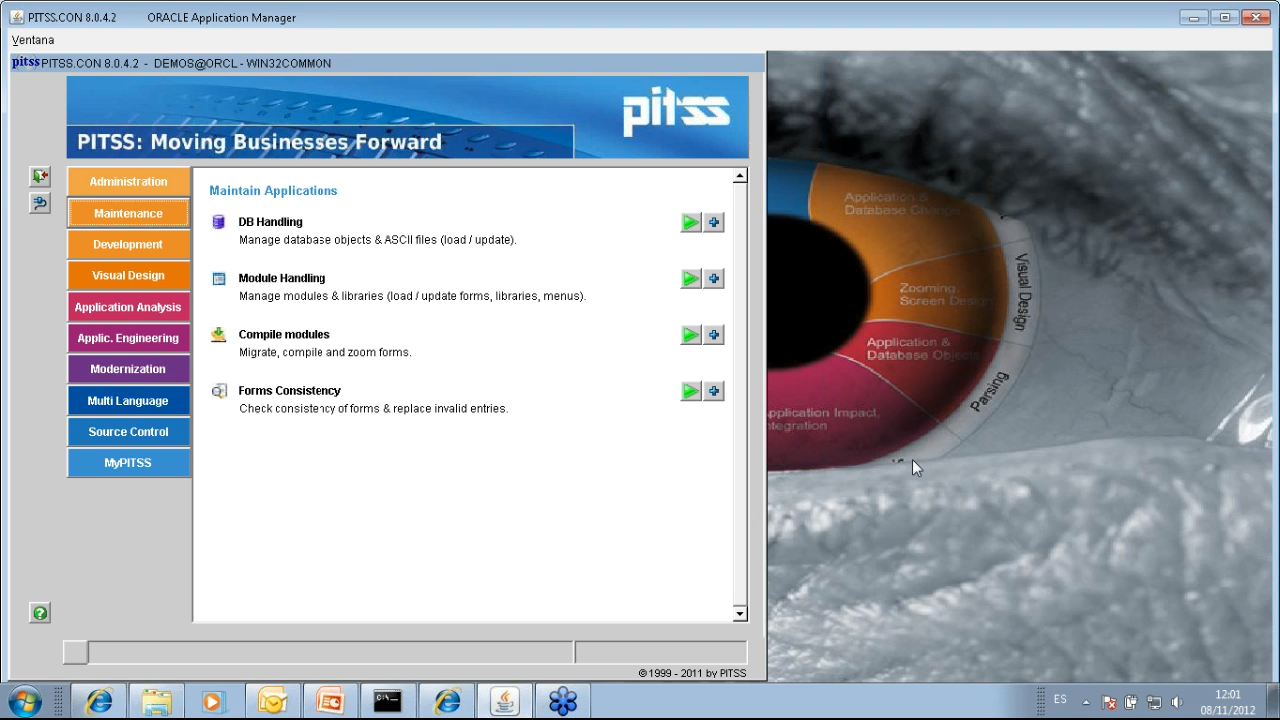 PITSS.CON 8.0.4.2 ORACLE Application Manager
Ventana
pitss PITSS.CON 8.0.4.2 - DEMOS@ORCL - WIN32COMMON
pitss
PITSS: Moving Businesses Forward
Administration
Maintenance
Development
Visual Design
Application Analysis
Applic. Engineering
Modernization
Multi Language
Source Control
MyPITSS
Maintain Applications
DB Handling
Manage database objects & ASCII files (load / update).
Module Handling
Manage modules & libraries (load / update forms, libraries, menus).
Compile modules
Migrate, compile and zoom forms.
Forms Consistency
Check consistency of forms & replace invalid entries.
Application &
Database Change
Zooming,
Screen Design
Application &
Database Objects
Application Impact,
Integration
Visual Design
Parsing
© 1999 - 2011 by PITSS
ES
12:01
08/11/2012